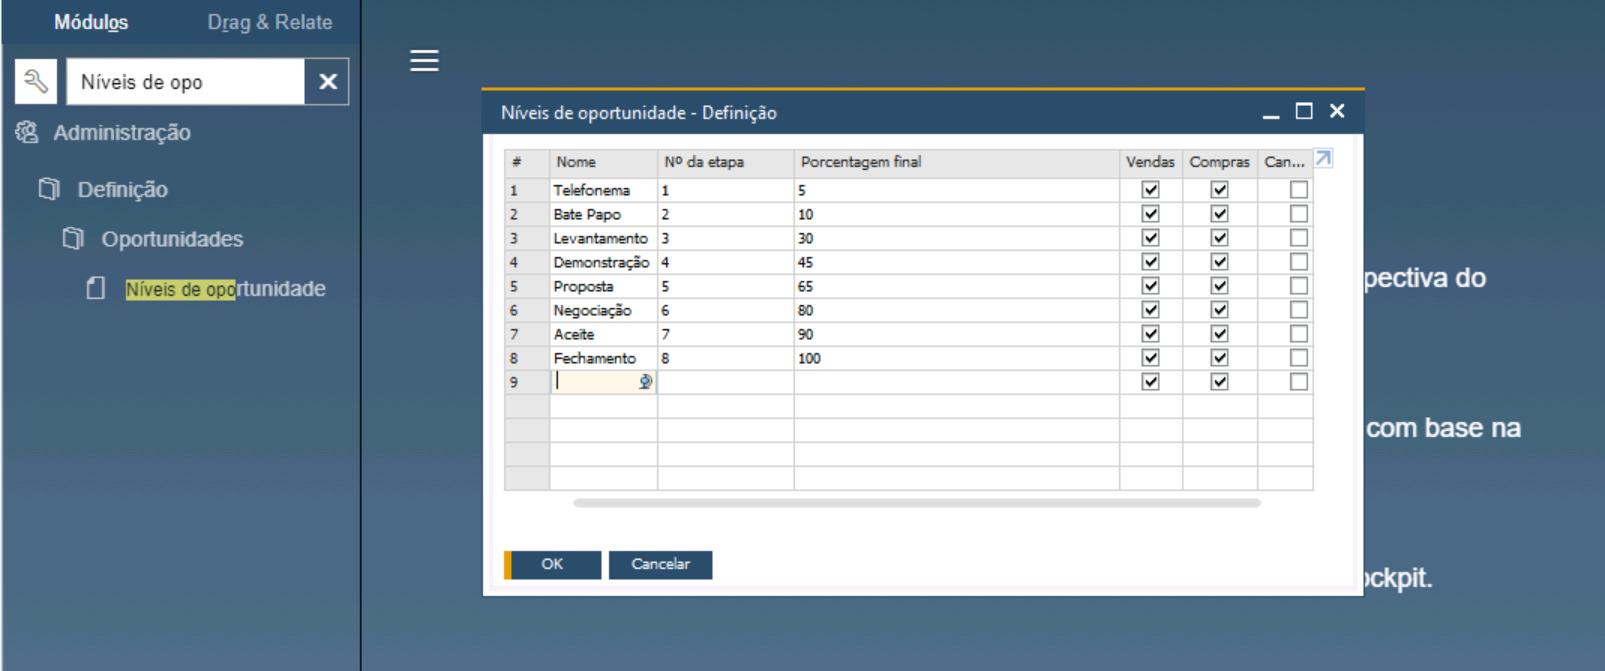 Módulos Drag & Relate
Níveis de opo
Administração
Definição
Oportunidades
Níveis de oportunidade
Níveis de oportunidade - Definição
# Nome Nº da etapa Porcentagem final Vendas Compras Can...
1 Telefonema 1 5
2 Bate Papo 2 10
3 Levantamento 3 30
4 Demonstração 4 45
5 Proposta 5 65
6 Negociação 6 80
7 Aceite 7 90
8 Fechamento 8 100
9
OK Cancelar
pectiva do
com base na
ockpit.